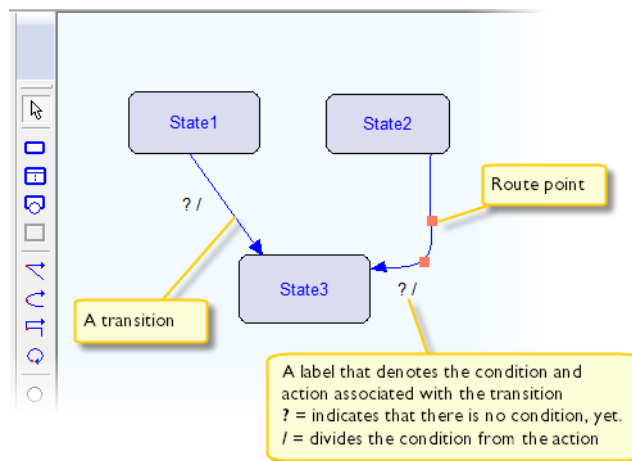 State1
State2
Route point
? /
State3
? /
A transition
A label that denotes the condition and
action associated with the transition
? = indicates that there is no condition, yet.
/ = divides the condition from the action